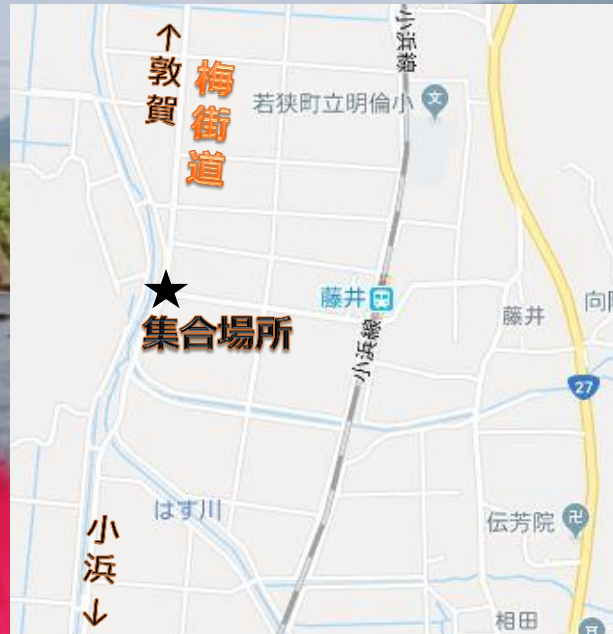 ↑敦賀
梅街道
小浜線
若狭町立明倫小
文
★
集合場所
藤井
小浜線
藤井
27
はす川
伝芳院
小浜↓
相田